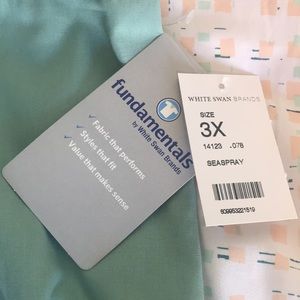 fundamentals
by White Swan Brands
Fabric that performs
Styles that fit
Value that makes sense
WHITE SWAN BRANDS
SIZE
3X
14123 .078
SEASPRAY
609953221519